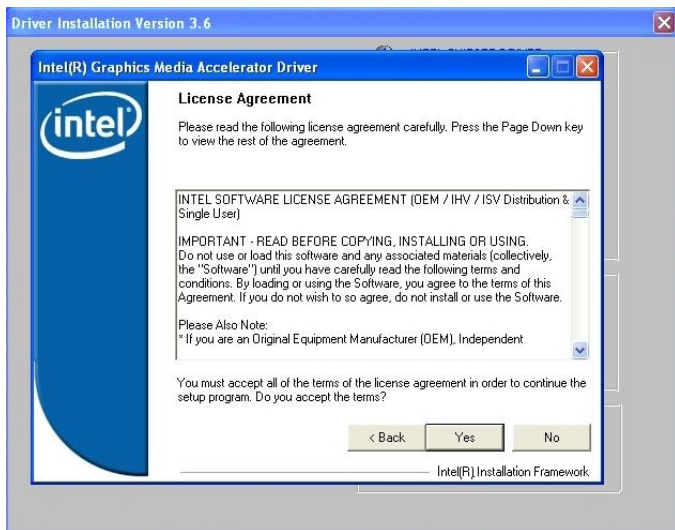 Driver Installation Version 3.6
Intel(R) Graphics Media Accelerator Driver
intel
License Agreement
Please read the following license agreement carefully. Press the Page Down key
to view the rest of the agreement.
INTEL SOFTWARE LICENSE AGREEMENT (OEM / IHV / ISV Distribution &
Single User)
IMPORTANT - READ BEFORE COPYING, INSTALLING OR USING.
Do not use or load this software and any associated materials (collectively,
the "Software") until you have carefully read the following terms and
conditions. By loading or using the Software, you agree to the terms of this
Agreement. If you do not wish to so agree, do not install or use the Software.
Please Also Note:
* If you are an Original Equipment Manufacturer (OEM), Independent
You must accept all of the terms of the license agreement in order to continue the
setup program. Do you accept the terms?
< Back
Yes
No
Intel(R) Installation Framework